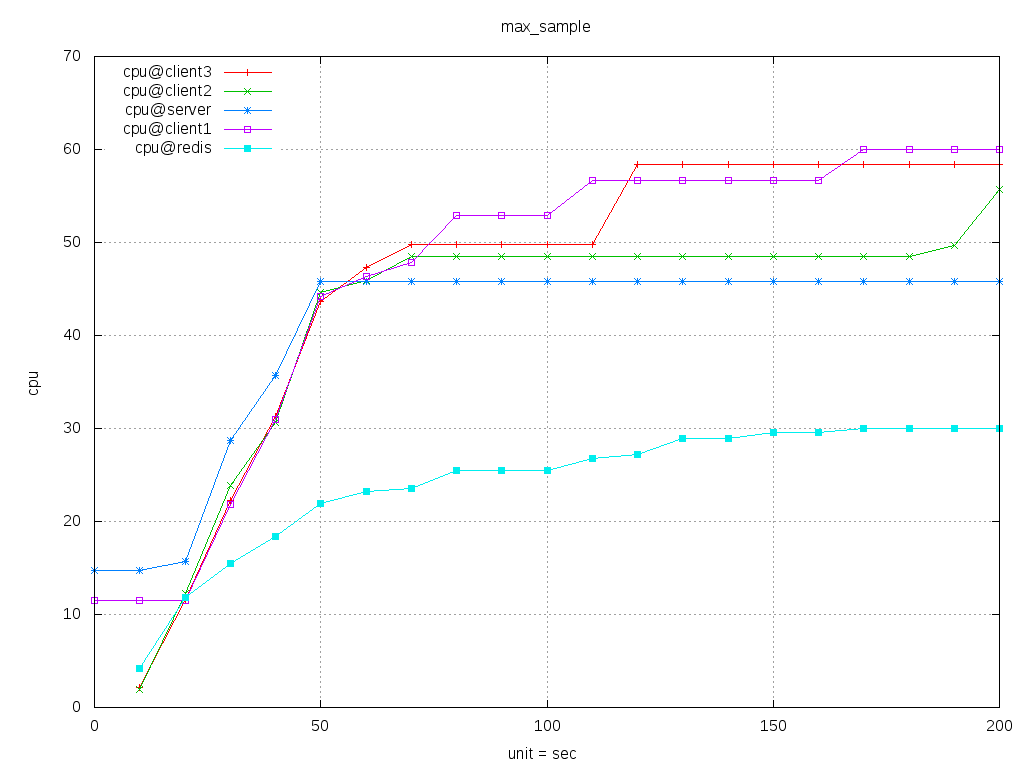 max_sample
cpu@client3
cpu@client2
cpu@server
cpu@client1
cpu@redis
70
60
50
40
30
20
10
0
cpu
0 50 100 150 200
unit = sec